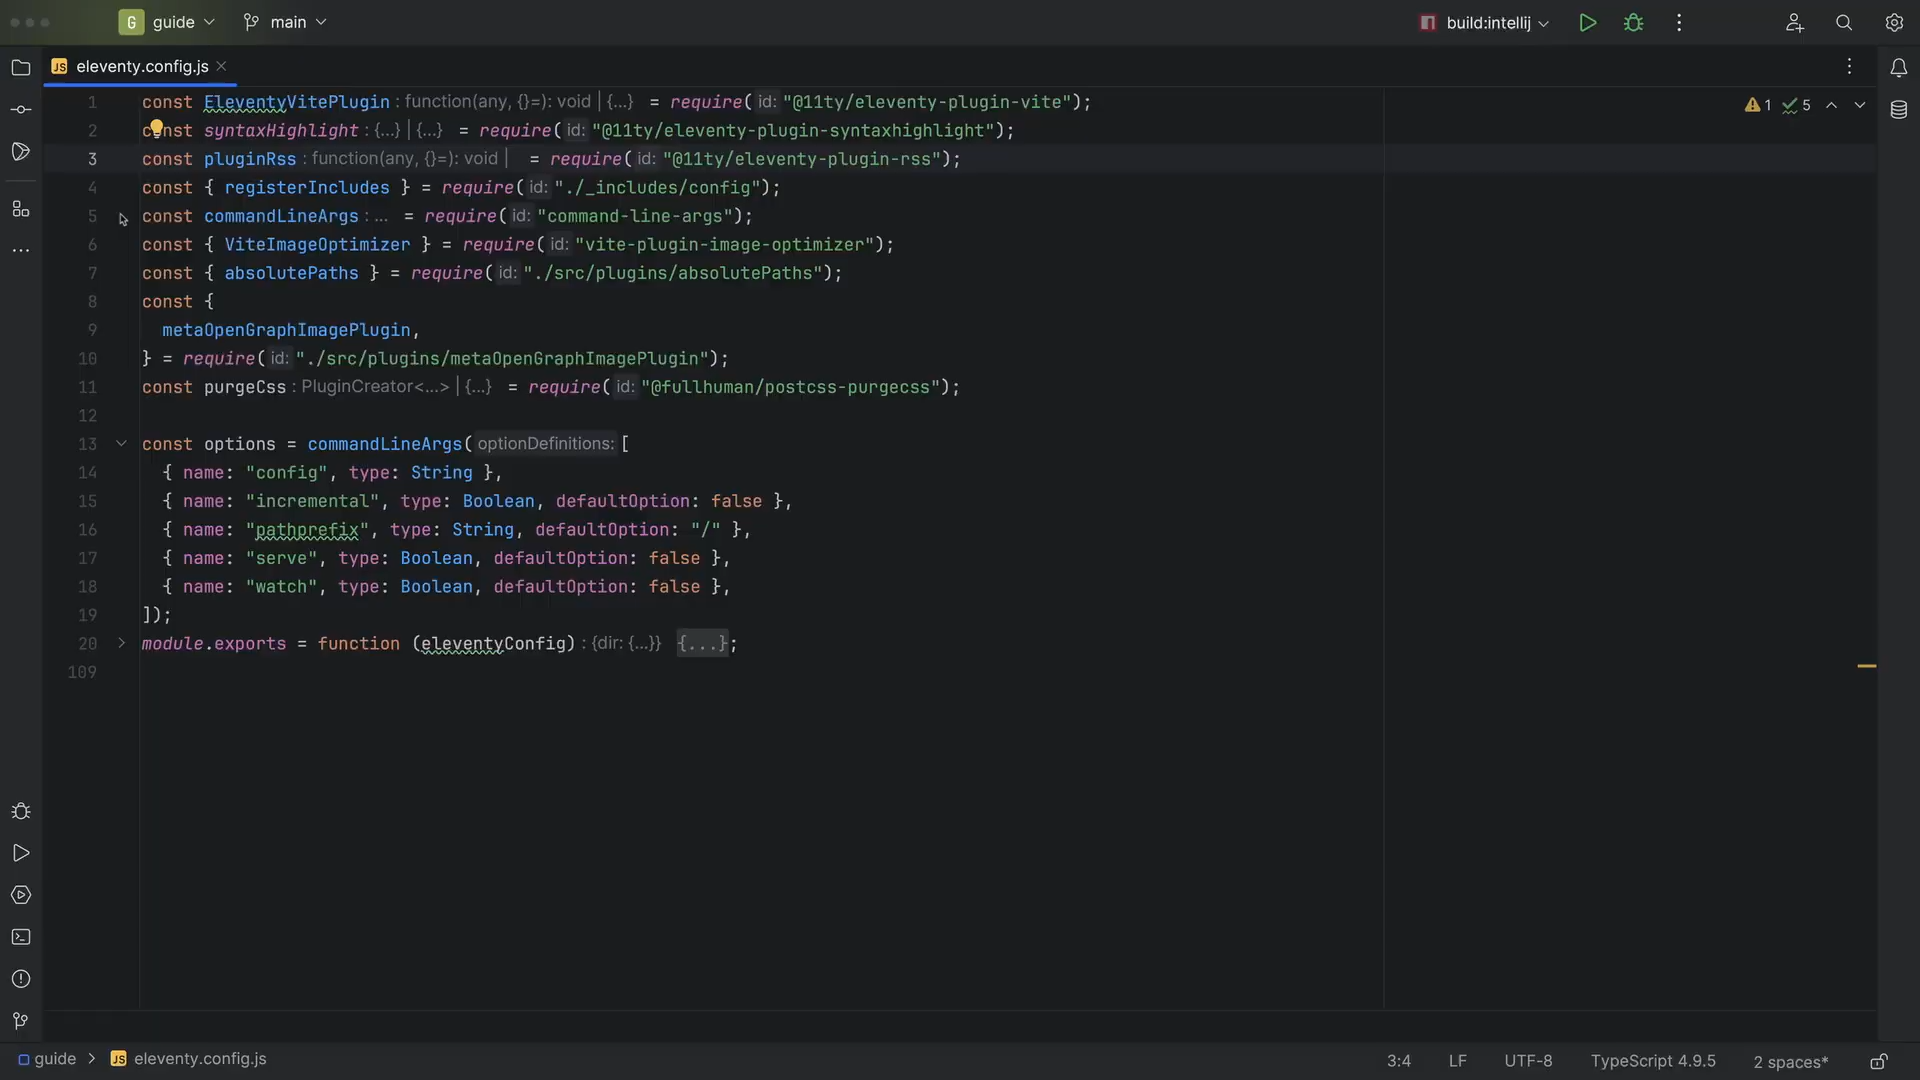 G guide main build:intellij
JS eleventy.config.js
1 const EleventyVitePlugin : function(any, {}=): void | {...} = require( id: "@11ty/eleventy-plugin-vite");
1 5
2 const syntaxHighlight : {...} | {...} = require( id: "@11ty/eleventy-plugin-syntaxhighlight");
3 const pluginRss : function(any, {}=): void | = require( id: "@11ty/eleventy-plugin-rss");
4 const { registerIncludes } = require( id: "./_includes/config");
5 const commandLineArgs : ... = require( id: "command-line-args");
6 const { ViteImageOptimizer } = require( id: "vite-plugin-image-optimizer");
7 const { absolutePaths } = require( id: "./src/plugins/absolutePaths");
8 const {
9 metaOpenGraphImagePlugin,
10 } = require( id: "./src/plugins/metaOpenGraphImagePlugin");
11 const purgeCss : PluginCreator<...> | {...} = require( id: "@fullhuman/postcss-purgecss");
12
13 const options = commandLineArgs( optionDefinitions: [
14 { name: "config", type: String },
15 { name: "incremental", type: Boolean, defaultOption: false },
16 { name: "pathprefix", type: String, defaultOption: "/" },
17 { name: "serve", type: Boolean, defaultOption: false },
18 { name: "watch", type: Boolean, defaultOption: false },
19 ]);
20 module.exports = function (eleventyConfig) : {dir: {...}} {...};
109
guide > JS eleventy.config.js 3:4 LF UTF-8 TypeScript 4.9.5 2 spaces*